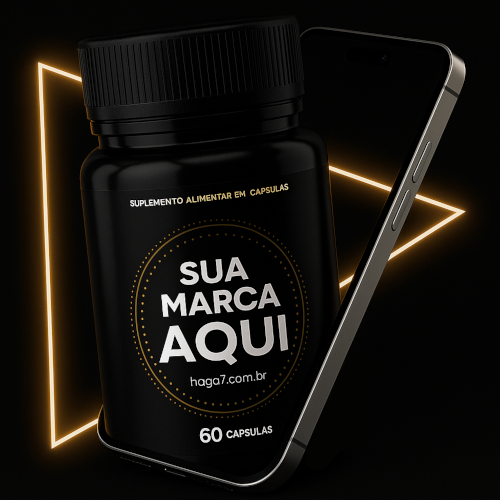 SUPLEMENTO ALIMENTAR EM CAPSULAS
SUA
MARCA
AQUI
haga7.com.br
60 CAPSULAS